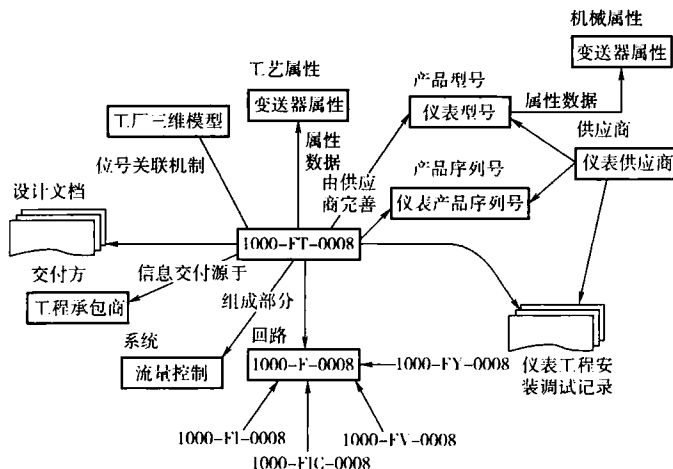 机械属性
变送器属性
工艺属性
产品型号
变送器属性
仪表型号
属性数据
工厂三维模型
供应商
属性
数据
位号关联机制
产品序列号
仪表供应商
由供应
商完善
仪表产品序列号
设计文档
1000-FT-0008
交付方
信息交付源于
工程承包商
组成部分
系统
回路
流量控制
1000-F-0008
1000-FY-0008
仪表工程安
装调试记录
1000-FI-0008
1000-FV-0008
1000-FIC-0008